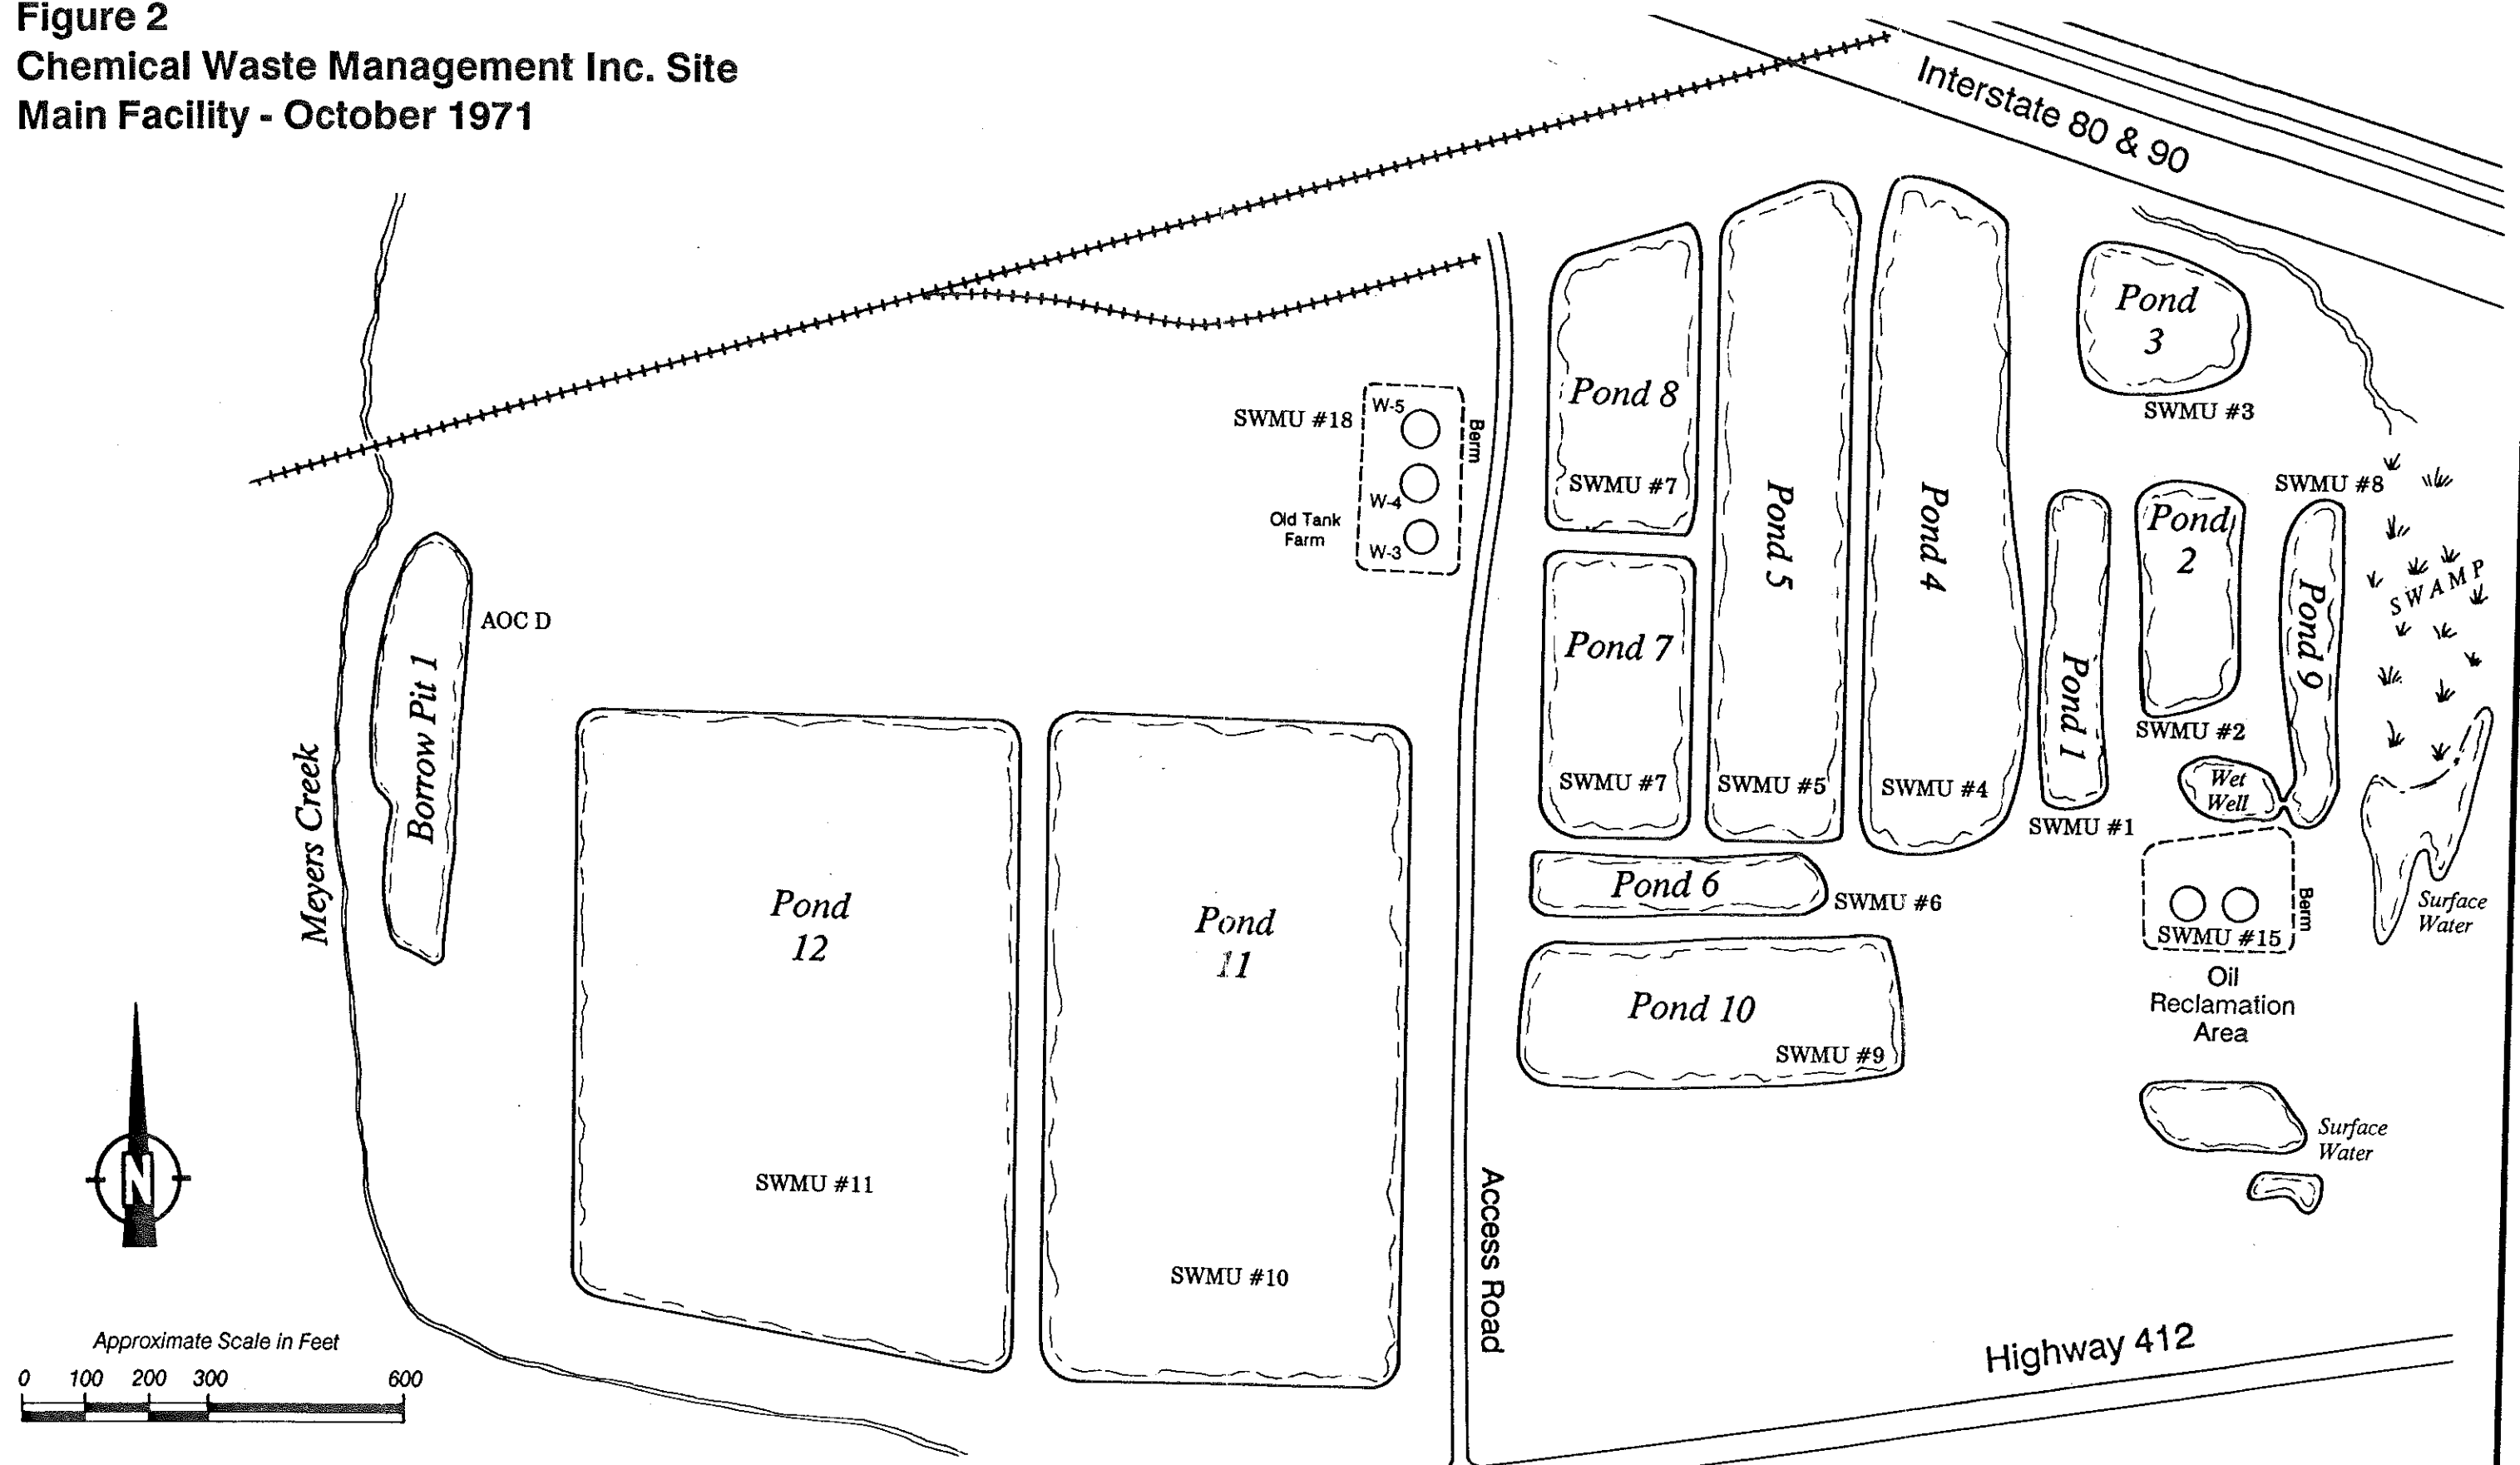 Figure 2
Chemical Waste Management Inc. Site
Main Facility - October 1971
Interstate 80 & 90
Pond
3
SWMU #3
Pond 8
SWMU #7
Pond 5
SWMU #5
Pond 4
SWMU #4
SWMU #18
W-5
W-4
W-3
Berm
Old Tank
Farm
Pond 7
SWMU #7
Pond 1
SWMU #1
Pond
2
SWMU #2
SWMU #8
Pond 9
SWAMP
Wet
Well
AOC D
Borrow Pit 1
Meyers Creek
Pond
12
SWMU #11
Pond
11
SWMU #10
Pond 6
SWMU #6
Pond 10
SWMU #9
Berm
SWMU #15
Oil
Reclamation
Area
Surface
Water
Surface
Water
N
Access Road
Highway 412
Approximate Scale in Feet
0 100 200 300 600